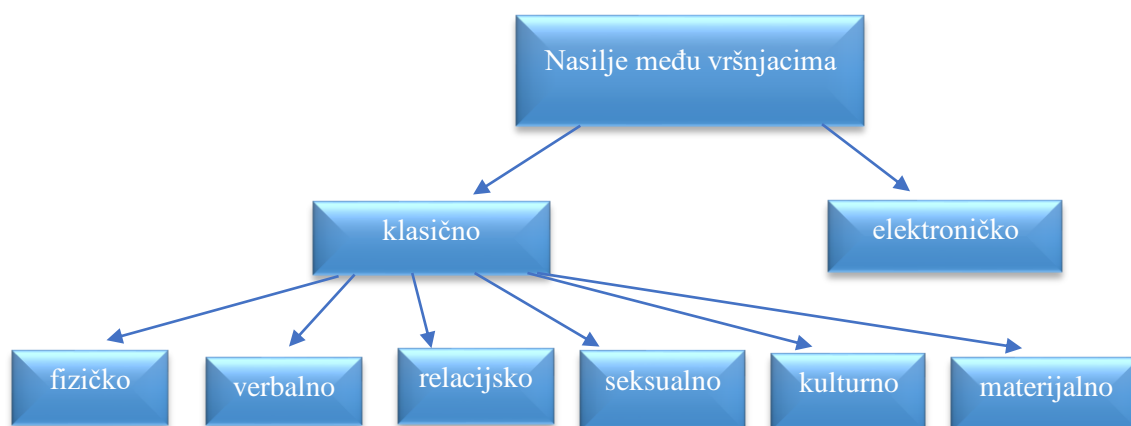 Nasilje među vršnjacima
klasično
elektroničko
fizičko
verbalno
relacijsko
seksualno
kulturno
materijalno